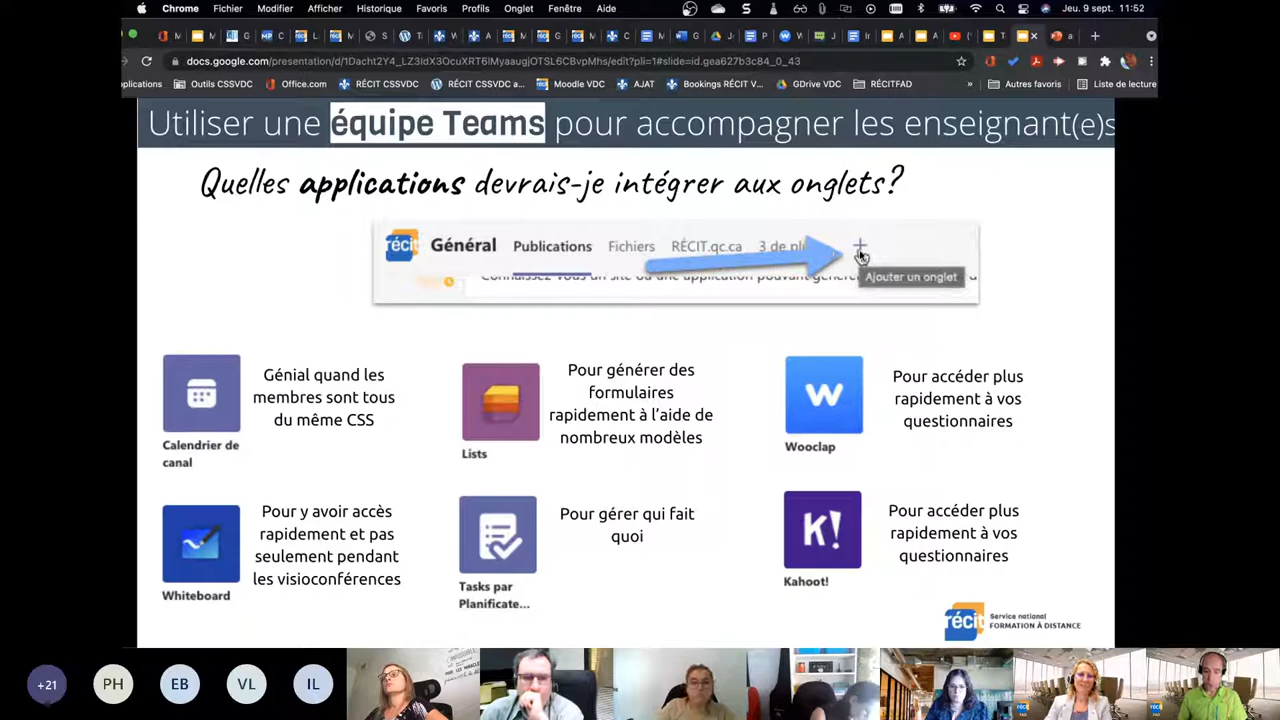 Chrome Fichier Modifier Afficher Historique Favoris Profils Onglet Fenêtre Aide Jeu. 9 sept. 11:52
docs.google.com/presentation/d/1Dacht2Y4_LZ3ldX3OcuXRT6lMyaaugjOTSL6CBvpMhs/edit?pli=1#slide=id.gea627b3c84_0_43
Outils CSSVDC Office.com RÉCIT CSSVDC RÉCIT CSSVDC a... Moodle VDC AJAT Bookings RÉCIT V... GDrive VDC RÉCITFAD » Autres favoris Liste de lecture
Utiliser une équipe Teams pour accompagner les enseignant(e)s
Quelles applications devrais-je intégrer aux onglets?
récit Général Publications Fichiers RÉCIT.qc.ca 3 de
Ajouter un onglet
Génial quand les
membres sont tous
du même CSS
Calendrier de
canal
Pour générer des
formulaires
rapidement à l'aide de
nombreux modèles
Lists
Pour accéder plus
rapidement à vos
questionnaires
W
Wooclap
Pour y avoir accès
rapidement et pas
seulement pendant
les visioconférences
Whiteboard
Pour gérer qui fait
quoi
Tasks par
Planificate...
Pour accéder plus
rapidement à vos
questionnaires
K!
Kahoot!
récit Service national
FORMATION À DISTANCE
+21 PH EB VL IL